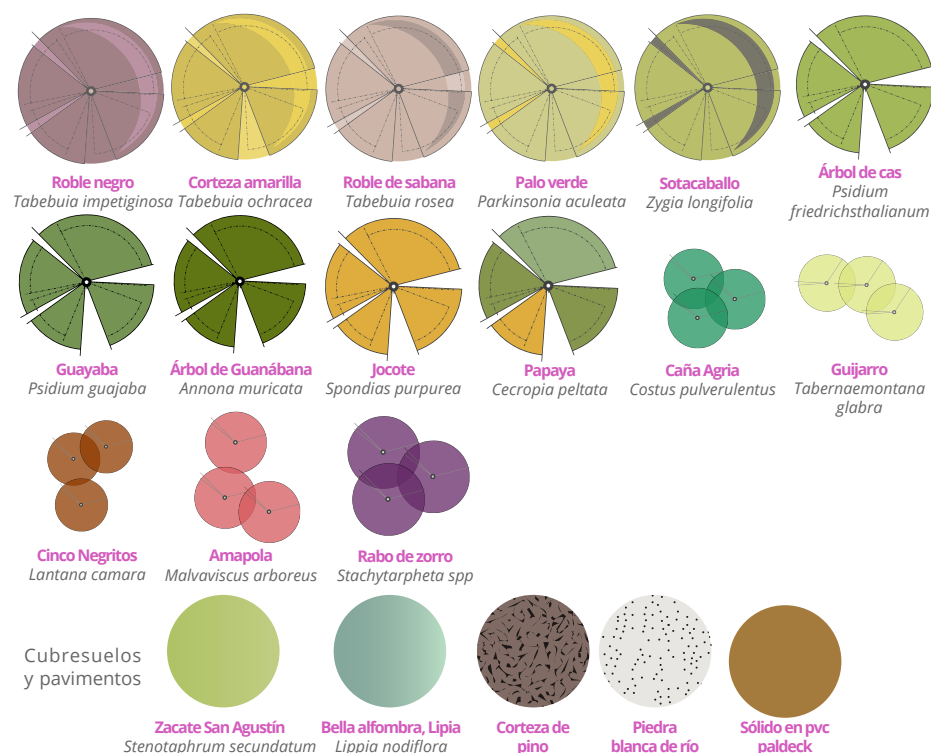 Roble negro
Tabebuia impetiginosa
Corteza amarilla
Tabebuia ochracea
Roble de sabana
Tabebuia rosea
Palo verde
Parkinsonia aculeata
Sotacaballo
Zygia longifolia
Árbol de cas
Psidium
friedrichsthalianum
Guayaba
Psidium guajaba
Árbol de Guanábana
Annona muricata
Jocote
Spondias purpurea
Papaya
Cecropia peltata
Caña Agria
Costus pulverulentus
Guijarro
Tabernaemontana
glabra
Cinco Negritos
Lantana camara
Amapola
Malvaviscus arboreus
Rabo de zorro
Stachytarpheta spp
Cubresuelos
y pavimentos
Zacate San Agustín
Stenotaphrum secundatum
Bella alfombra, Lipia
Lippia nodiflora
Corteza de
pino
Piedra
blanca de río
Sólido en pvc
paldeck